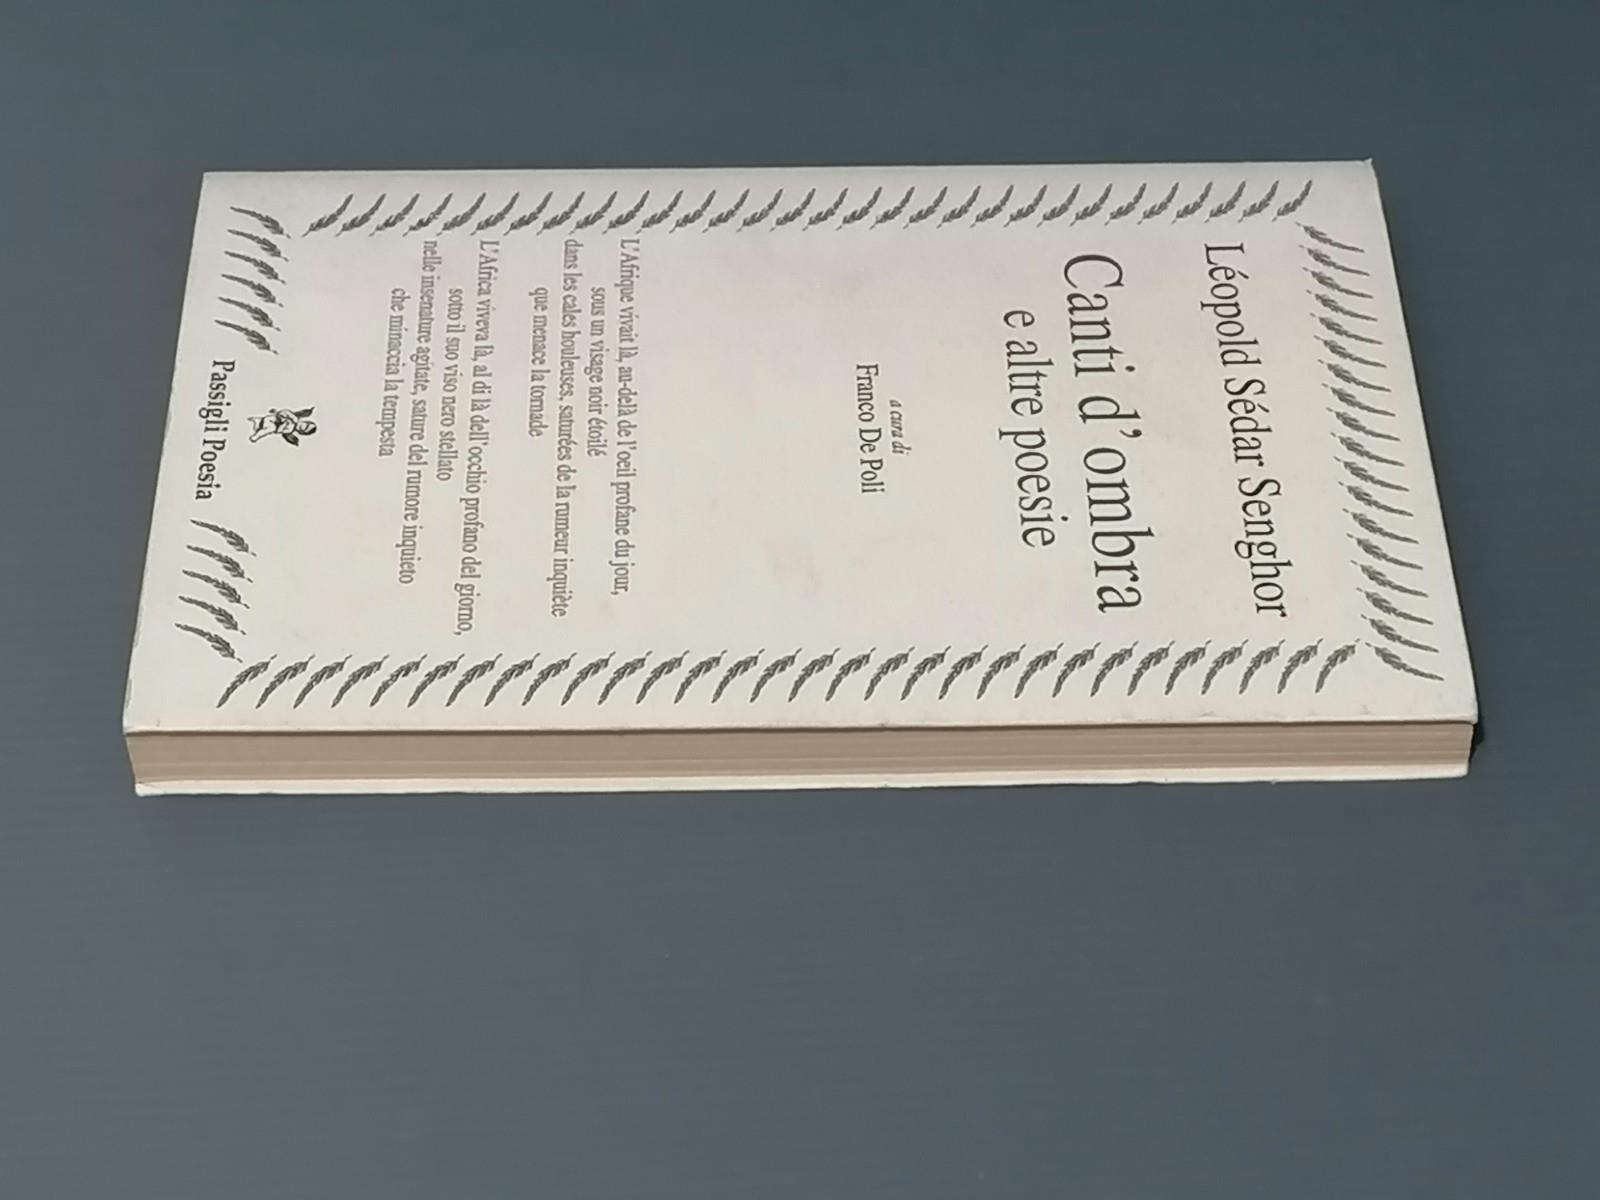 Léopold Sédar Senghor
Canti d'ombra
e altre poesie
a cura di
Franco De Poli
L'Afrique vivait là, au-delà de l'oeil profane du jour,
sous un visage noir étoilé
dans les cales houleuses, saturées de la rumeur inquiète
que menace la tornade
L'Africa viveva là, al di là dell'occhio profano del giorno,
sotto il suo viso nero stellato
nelle insenature agitate, sature del rumore inquieto
che minaccia la tempesta
Passigli Poesia